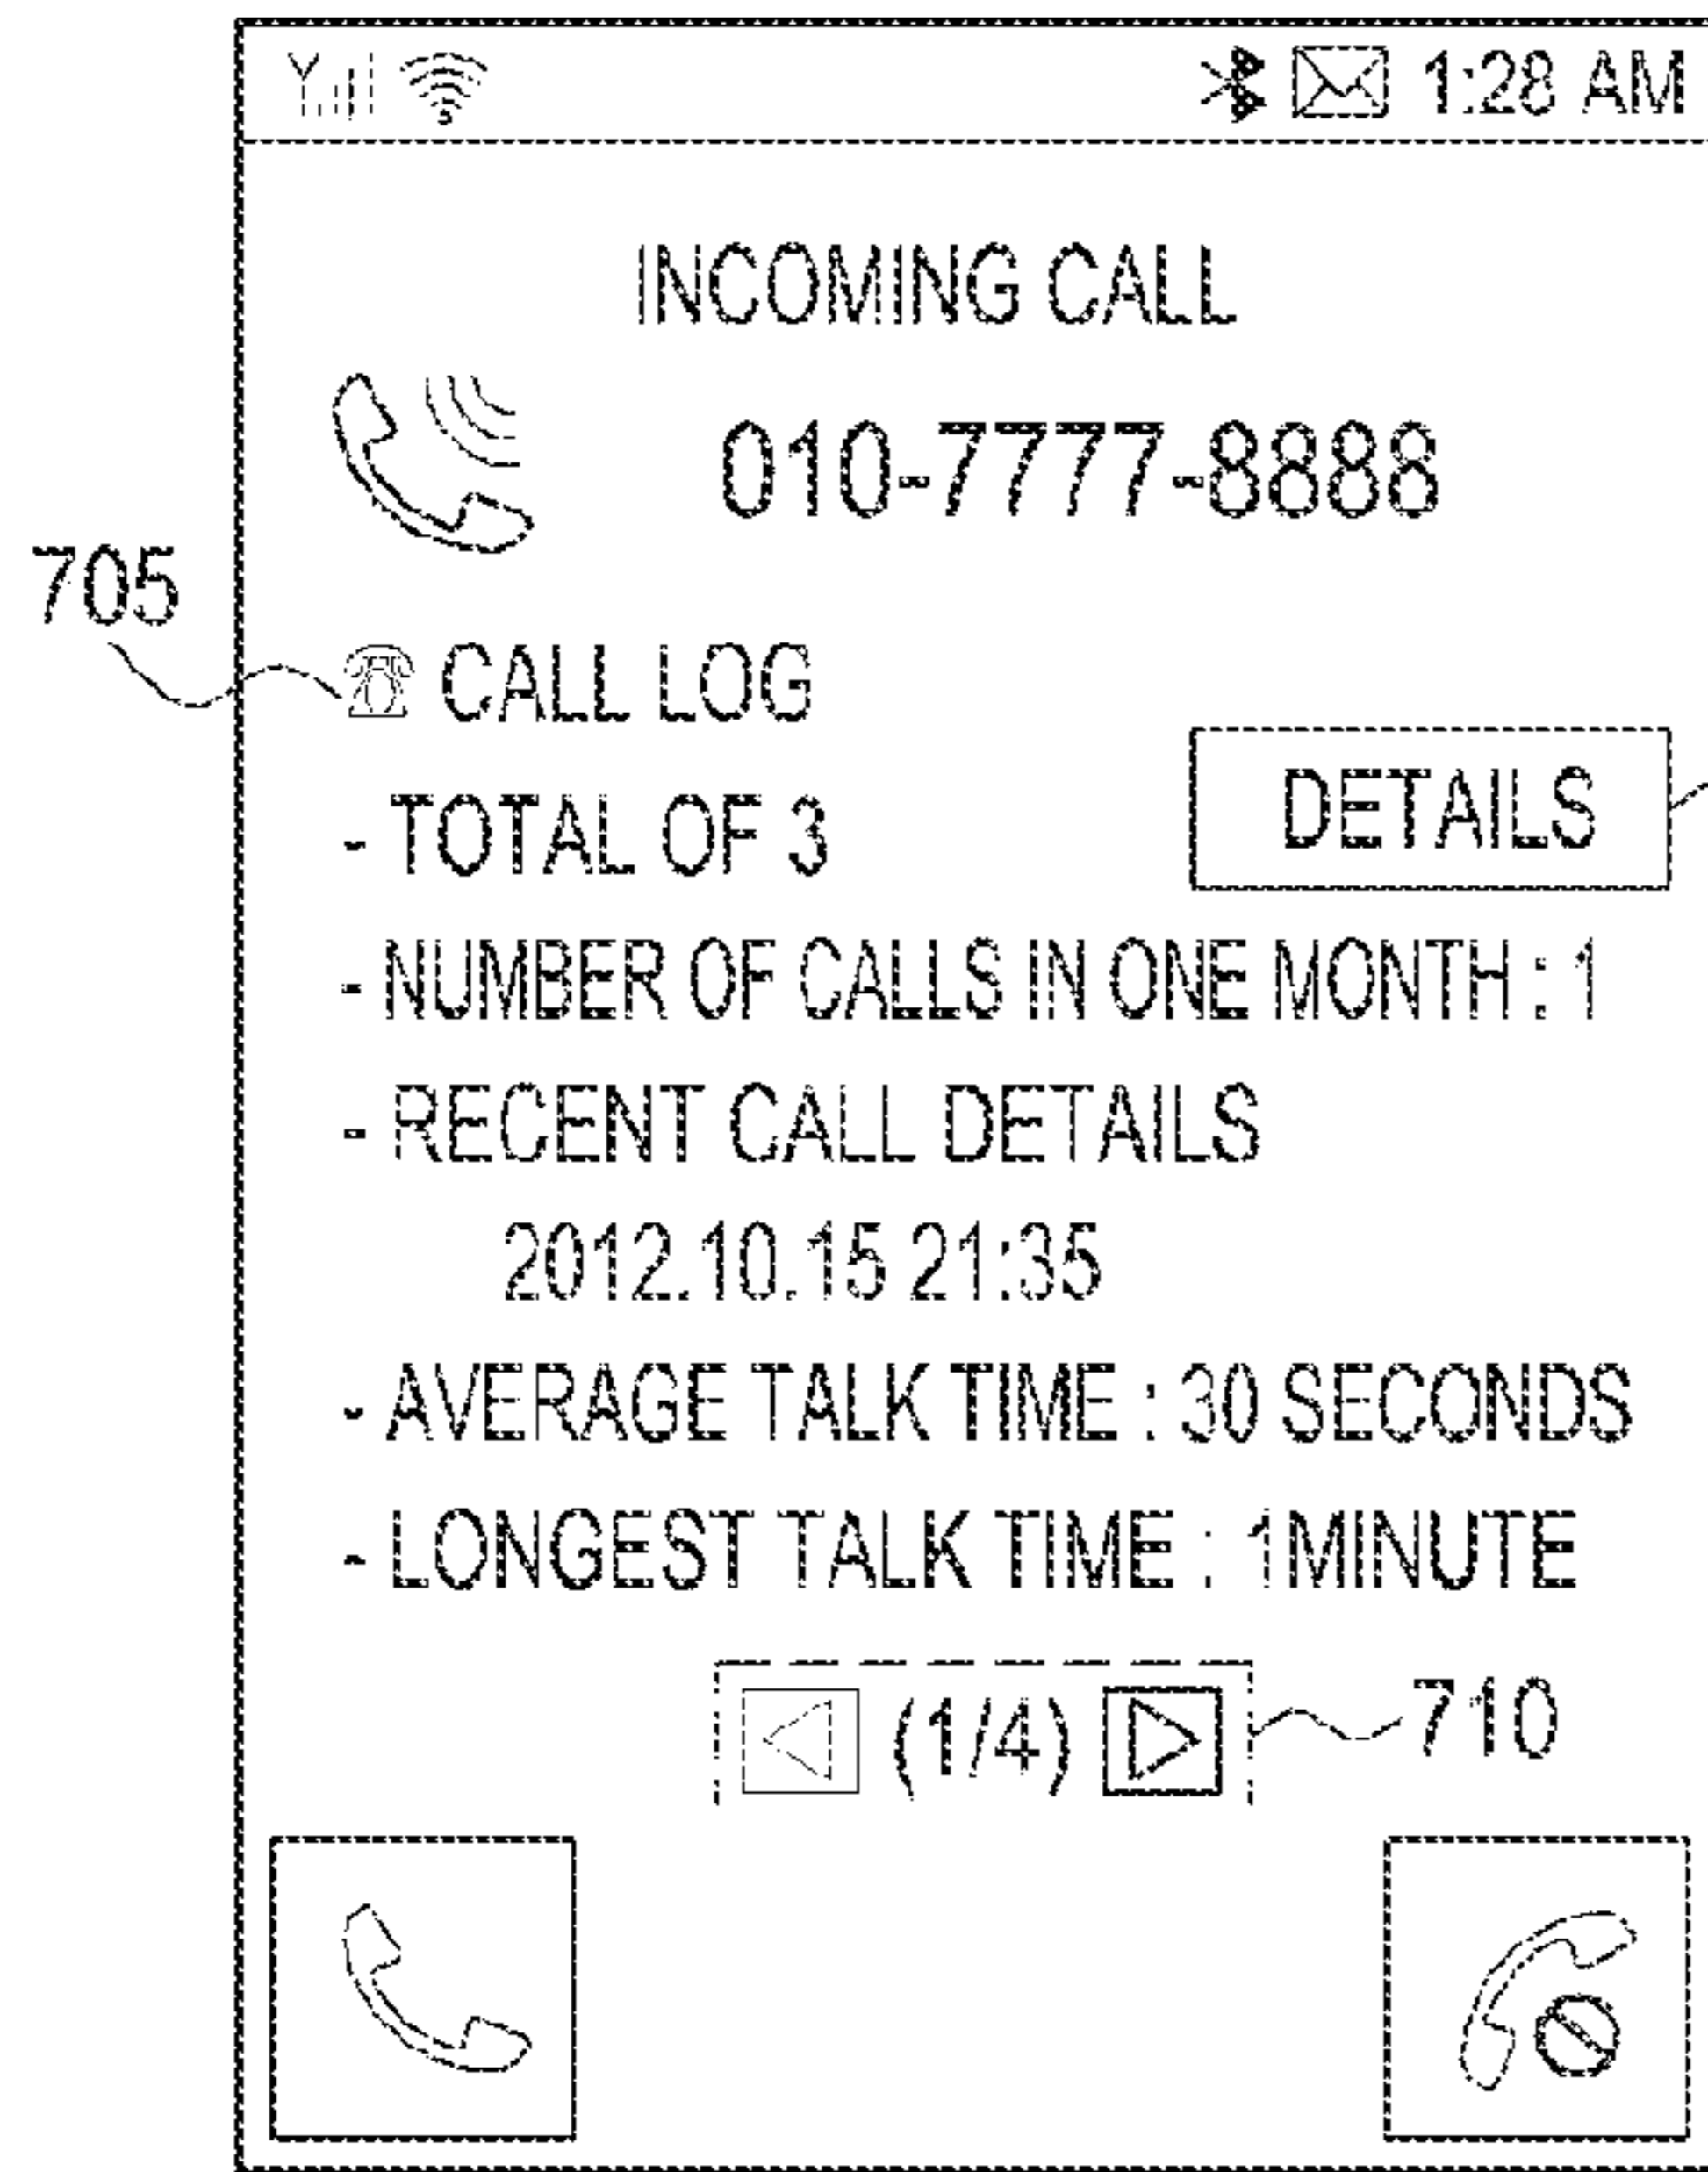 1:28 AM
INCOMING CALL
010-7777-8888
705
CALL LOG
- TOTAL OF 3
DETAILS
- NUMBER OF CALLS IN ONE MONTH : 1
- RECENT CALL DETAILS
2012.10.15 21:35
- AVERAGE TALK TIME : 30 SECONDS
- LONGEST TALK TIME : 1MINUTE
(1/4)
710